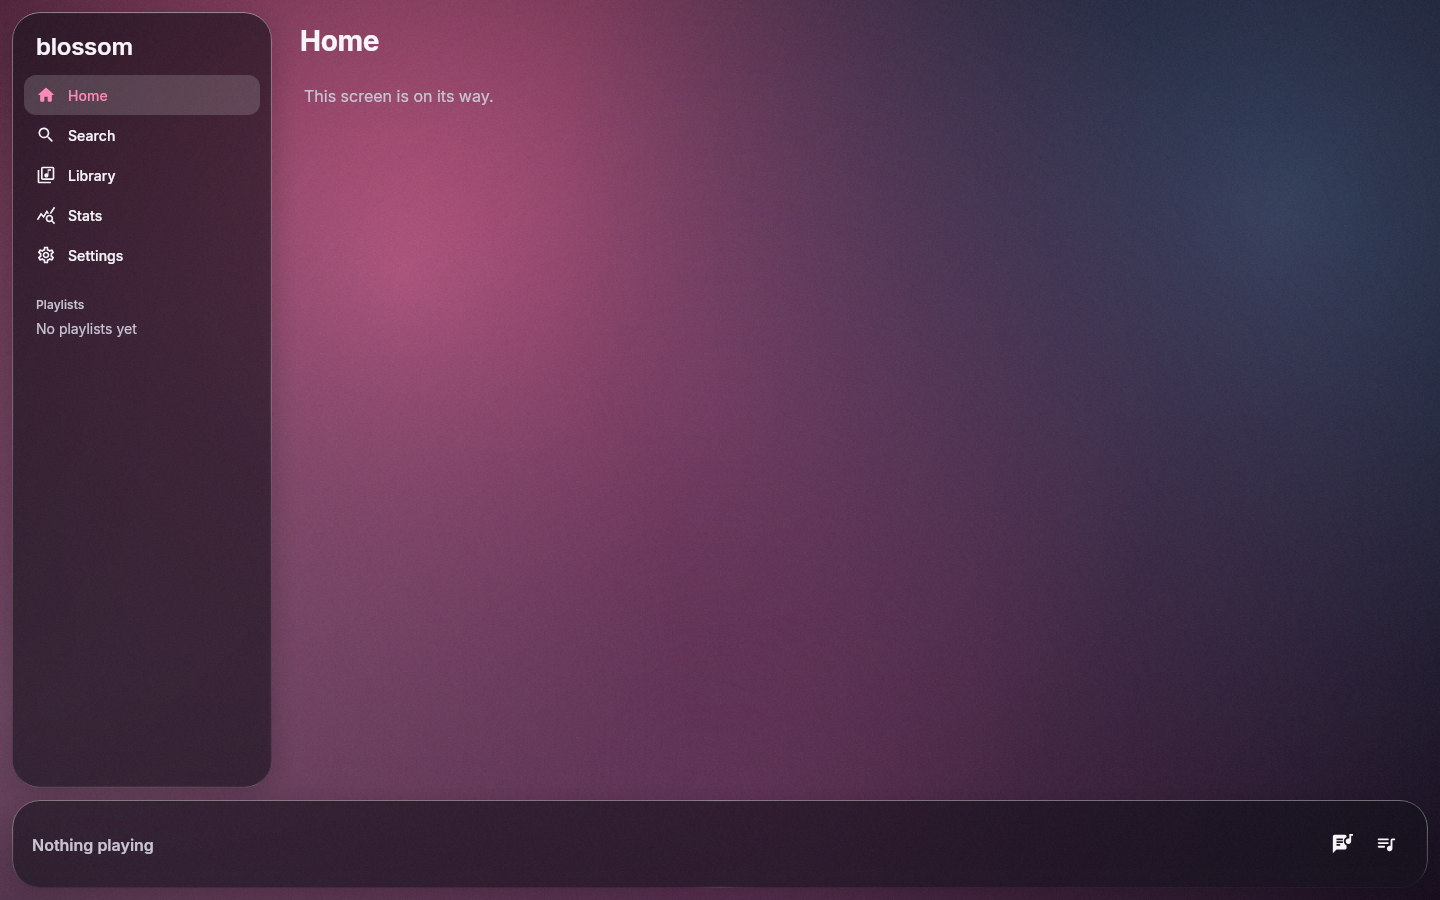 blossom
Home
Search
Library
Stats
Settings
Playlists
No playlists yet
Home
This screen is on its way.
Nothing playing